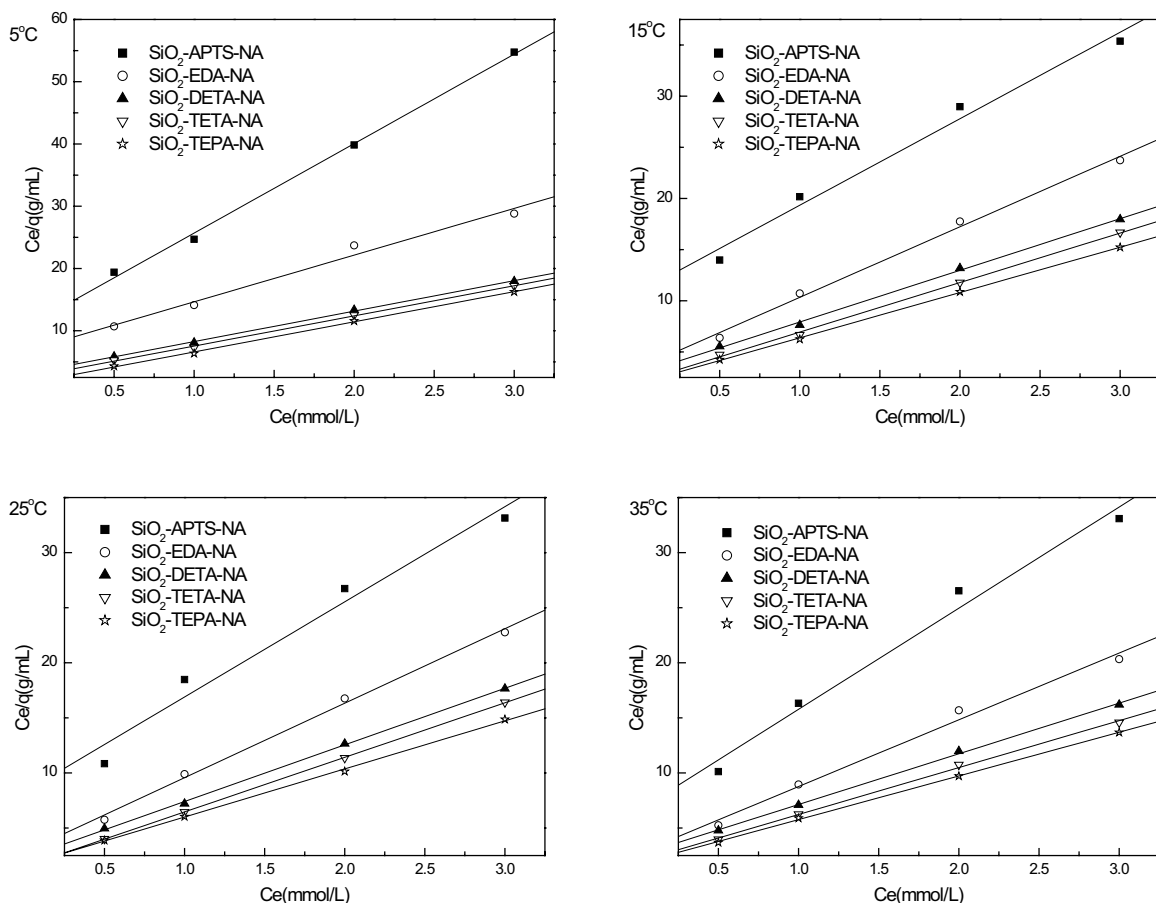 5°C
60
50
40
30
20
10
Ce/q(g/mL)
SiO2-APTS-NA
SiO2-EDA-NA
SiO2-DETA-NA
SiO2-TETA-NA
SiO2-TEPA-NA
0.5 1.0 1.5 2.0 2.5 3.0
Ce(mmol/L)
15°C
30
20
10
Ce/q(g/mL)
SiO2-APTS-NA
SiO2-EDA-NA
SiO2-DETA-NA
SiO2-TETA-NA
SiO2-TEPA-NA
0.5 1.0 1.5 2.0 2.5 3.0
Ce(mmol/L)
25°C
30
20
10
Ce/q(g/mL)
SiO2-APTS-NA
SiO2-EDA-NA
SiO2-DETA-NA
SiO2-TETA-NA
SiO2-TEPA-NA
0.5 1.0 1.5 2.0 2.5 3.0
Ce(mmol/L)
35°C
30
20
10
Ce/q(g/mL)
SiO2-APTS-NA
SiO2-EDA-NA
SiO2-DETA-NA
SiO2-TETA-NA
SiO2-TEPA-NA
0.5 1.0 1.5 2.0 2.5 3.0
Ce(mmol/L)